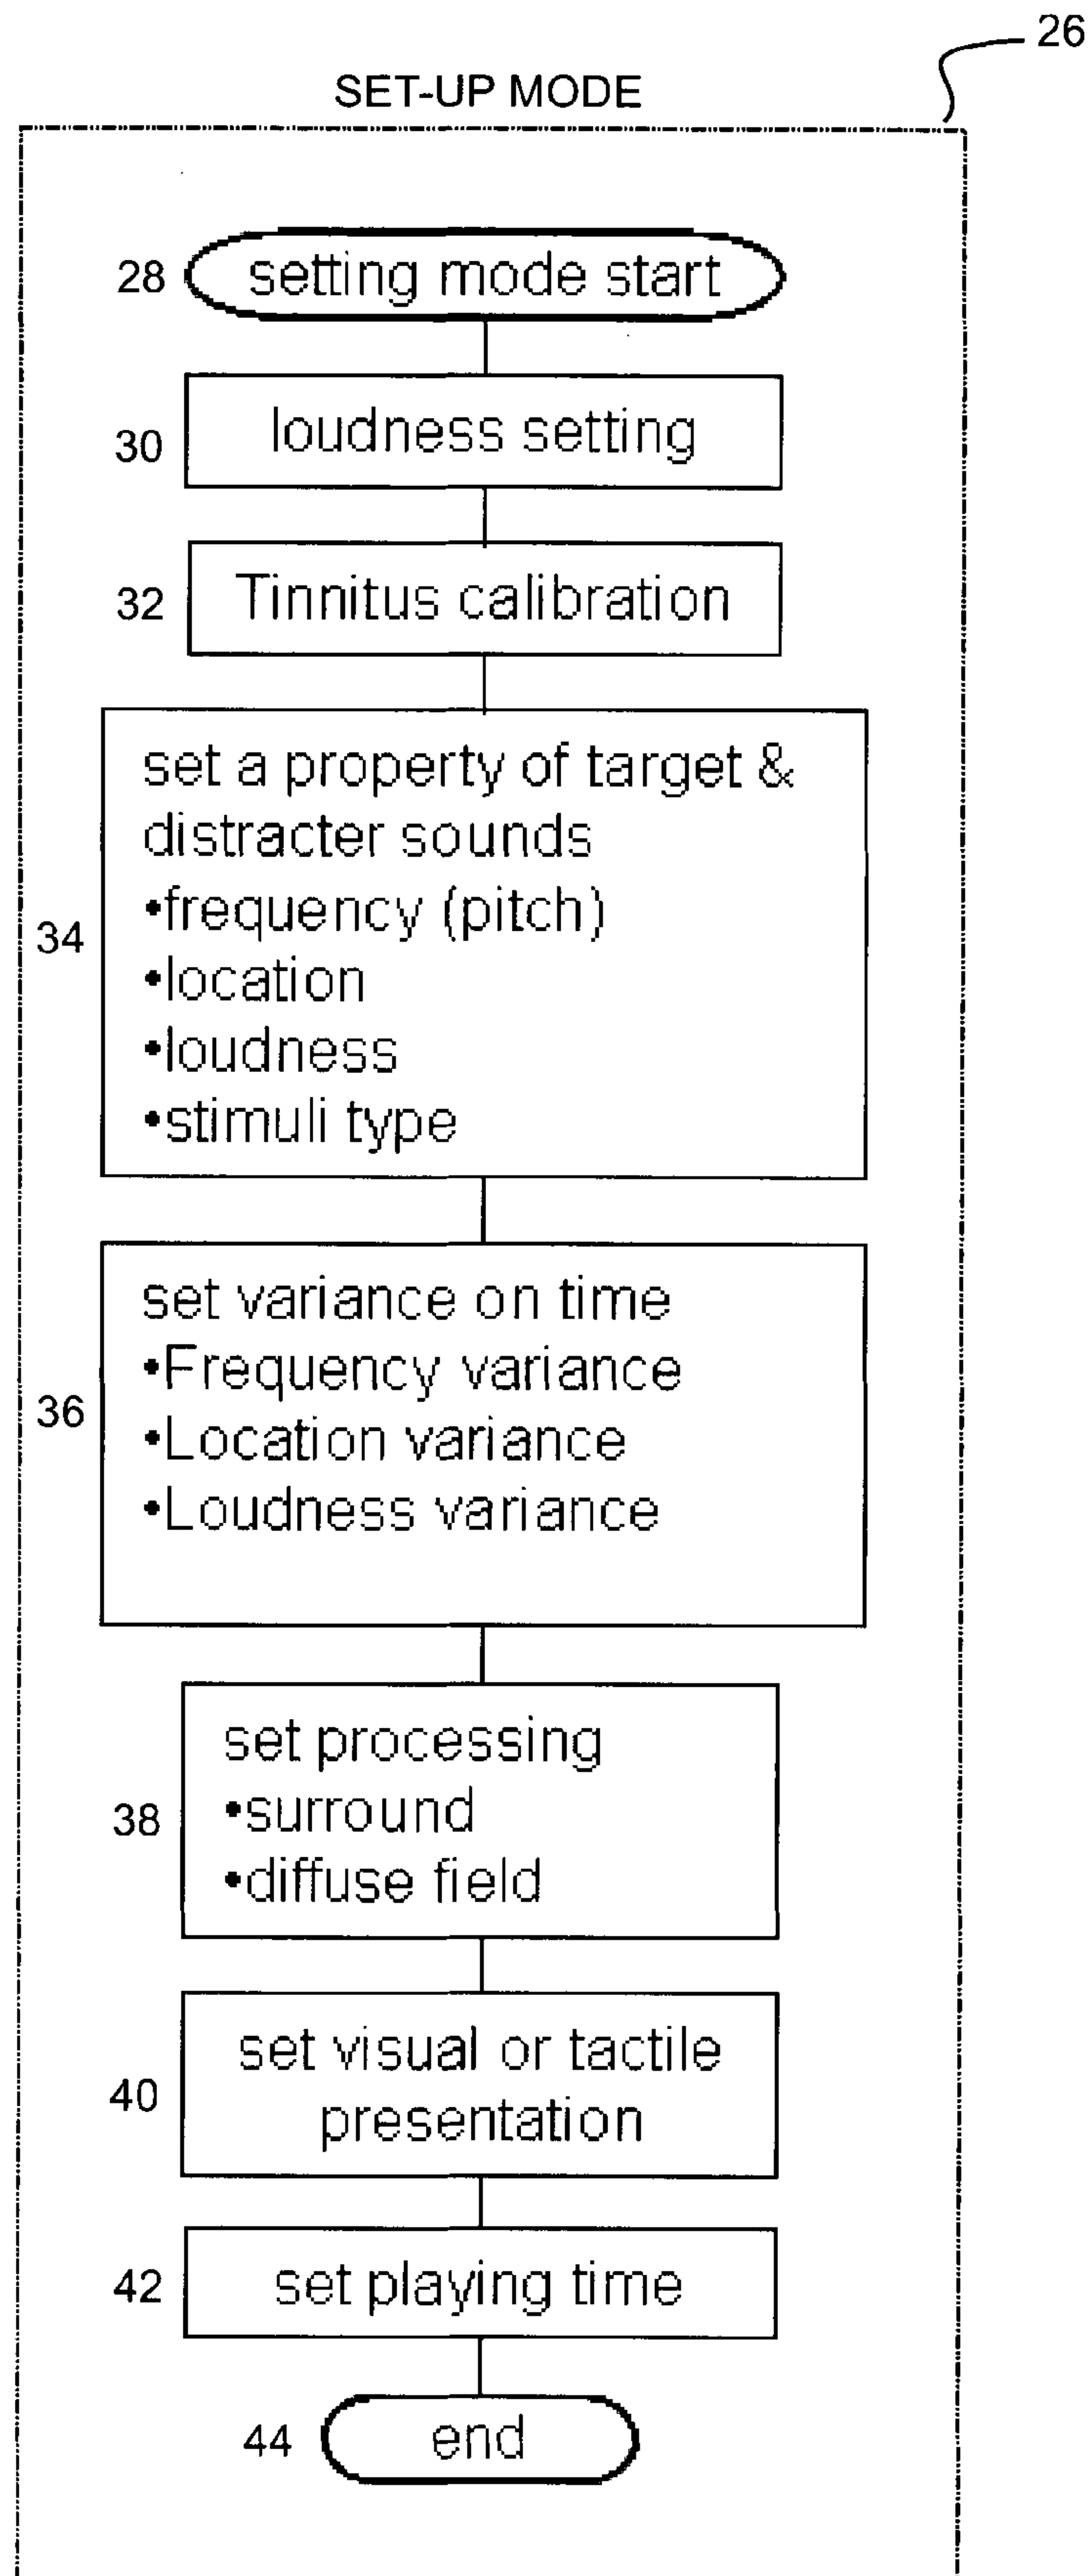 26
SET-UP MODE
28
setting mode start
30
loudness setting
32
Tinnitus calibration
34
set a property of target &
distracter sounds
•frequency (pitch)
•location
•loudness
•stimuli type
36
set variance on time
•Frequency variance
•Location variance
•Loudness variance
38
set processing
•surround
•diffuse field
40
set visual or tactile
presentation
42
set playing time
44
end